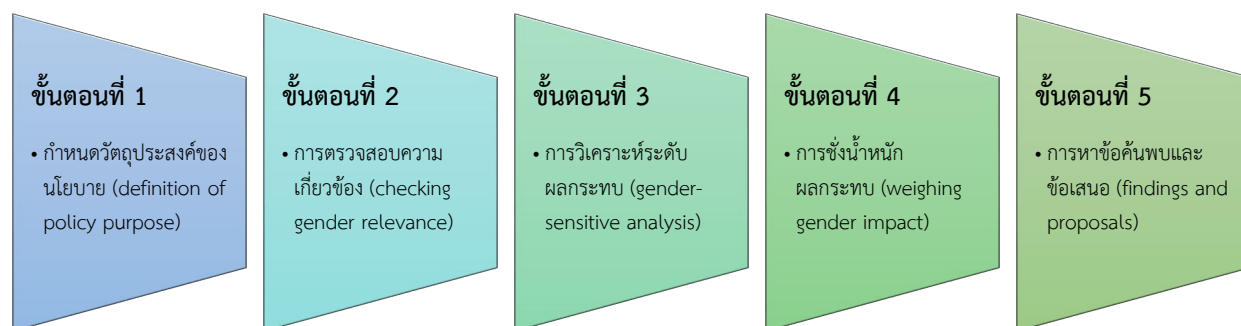 ขั้นตอนที่ 1
• กำหนดวัตถุประสงค์ของ
นโยบาย (definition of
policy purpose)
ขั้นตอนที่ 2
• การตรวจสอบความ
เกี่ยวข้อง (checking
gender relevance)
ขั้นตอนที่ 3
• การวิเคราะห์ระดับ
ผลกระทบ (gender-
sensitive analysis)
ขั้นตอนที่ 4
• การชั่งน้ำหนัก
ผลกระทบ (weighing
gender impact)
ขั้นตอนที่ 5
• การหาข้อค้นพบและ
ข้อเสนอ (findings and
proposals)